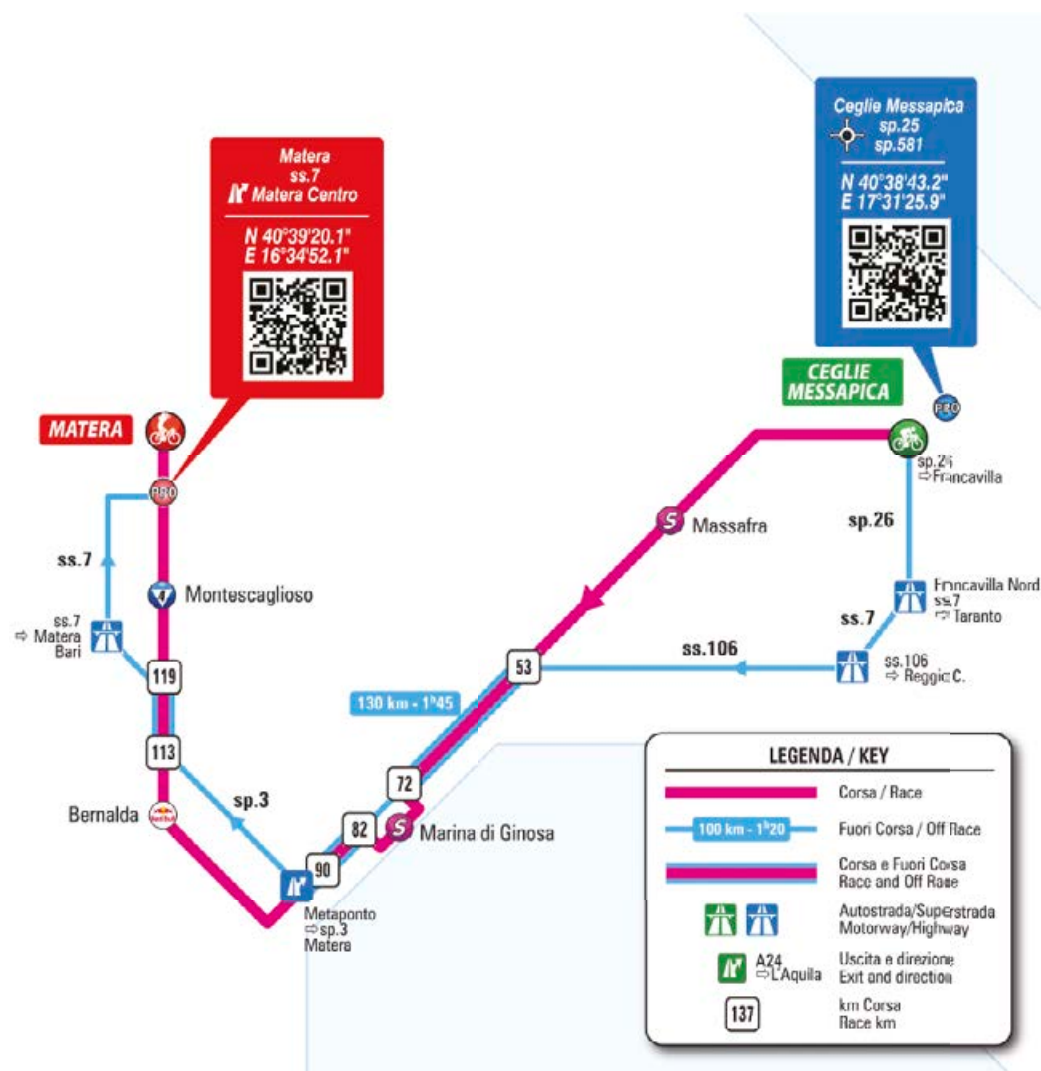 Ceglie Messapica
sp.25
sp.581
N 40°38'43.2"
E 17°31'25.9"
Matera
ss.7
Matera Centro
N 40°39'20.1"
E 16°34'52.1"
CEGLIE
MESSAPICA
PRO
MATERA
sp.26
⇨Francavilla
PRO
S
Massafra
sp.26
ss.7
4
Montescaglioso
Francavilla Nord
ss.7
⇨ Taranto
ss.7
ss.7
⇨ Matera
Bari
ss.106
53
ss.106
⇨ Reggio C.
119
130 km - 1h45
113
72
sp.3
Bernalda
82
S
Marina di Ginosa
90
Metaponto
⇨sp.3
Matera
LEGENDA / KEY
Corsa / Race
100 km - 1h20
Fuori Corsa / Off Race
Corsa e Fuori Corsa
Race and Off Race
Autostrada/Superstrada
Motorway/Highway
A24
⇨L'Aquila
Uscita e direzione
Exit and direction
137
km Corsa
Race km